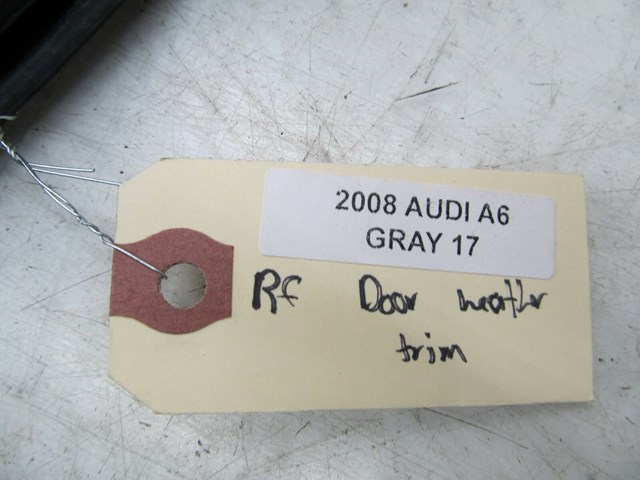 2008 AUDI A6
GRAY 17
Rf Door weather
trim